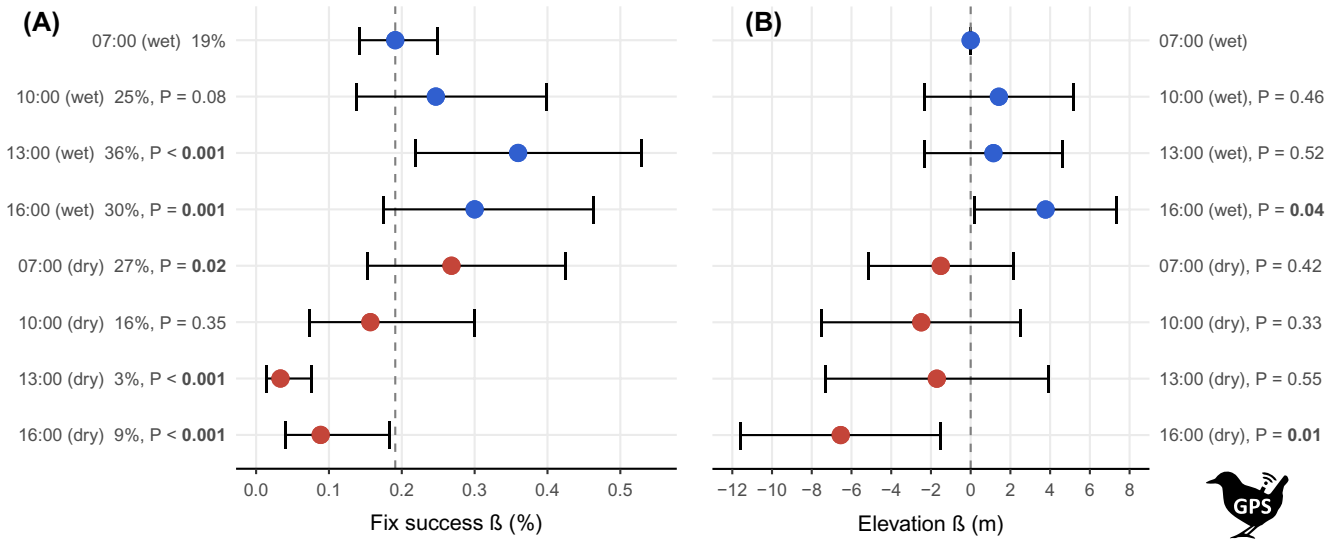 (A)
07:00 (wet) 19%
10:00 (wet) 25%, P = 0.08
13:00 (wet) 36%, P < 0.001
16:00 (wet) 30%, P = 0.001
07:00 (dry) 27%, P = 0.02
10:00 (dry) 16%, P = 0.35
13:00 (dry) 3%, P < 0.001
16:00 (dry) 9%, P < 0.001
0.0 0.1 0.2 0.3 0.4 0.5
Fix success ß (%)
(B)
07:00 (wet)
10:00 (wet), P = 0.46
13:00 (wet), P = 0.52
16:00 (wet), P = 0.04
07:00 (dry), P = 0.42
10:00 (dry), P = 0.33
13:00 (dry), P = 0.55
16:00 (dry), P = 0.01
−12 −10 −8 −6 −4 −2 0 2 4 6 8
Elevation ß (m)
GPS